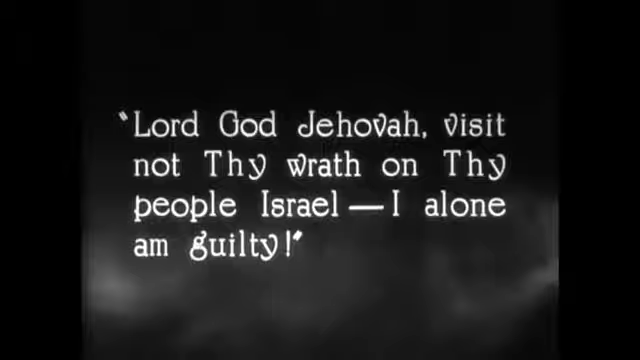 "Lord God Jehovah, visit
not Thy wrath on Thy
people Israel — I alone
am guilty!"